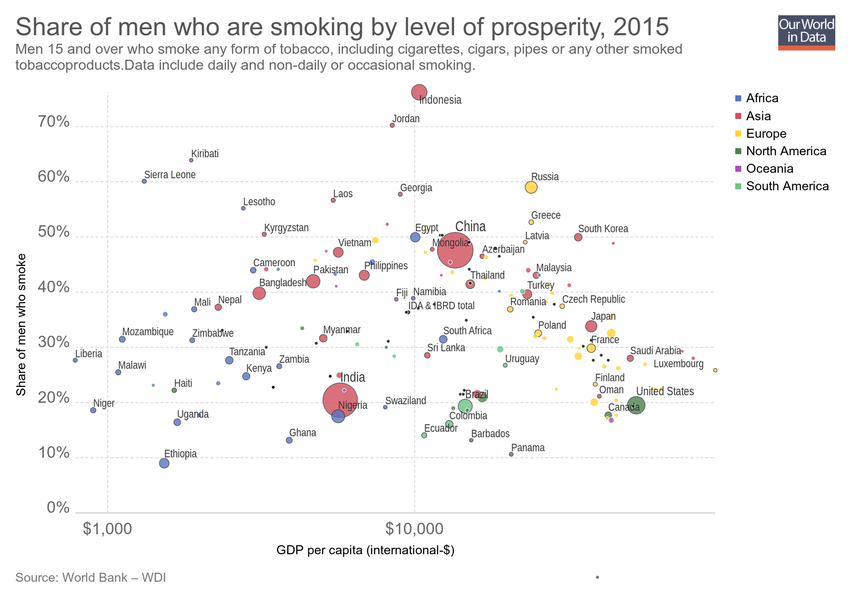 Share of men who are smoking by level of prosperity, 2015
Our World
in Data
Men 15 and over who smoke any form of tobacco, including cigarettes, cigars, pipes or any other smoked
tobaccoproducts.Data include daily and non-daily or occasional smoking.
Africa
Asia
Europe
North America
Oceania
South America
Share of men who smoke
70%
60%
50%
40%
30%
20%
10%
0%
Indonesia
Jordan
Kiribati
Sierra Leone
Georgia
Russia
Laos
Lesotho
Greece
Kyrgyzstan
Egypt
China
Latvia
South Korea
Vietnam
Mongolia
Azerbaijan
Cameroon
Pakistan
Philippines
Thailand
Malaysia
Bangladesh
Turkey
Mali
Nepal
Fiji
Namibia
IDA & IBRD total
Romania
Czech Republic
Japan
Mozambique
Zimbabwe
Myanmar
South Africa
Poland
France
Liberia
Tanzania
Zambia
Sri Lanka
Uruguay
Saudi Arabia
Malawi
Kenya
Luxembourg
Haiti
India
Finland
Oman
United States
Niger
Uganda
Nigeria
Swaziland
Brazil
Colombia
Canada
Ghana
Ecuador
Barbados
Ethiopia
Panama
$1,000
$10,000
GDP per capita (international-$)
Source: World Bank – WDI